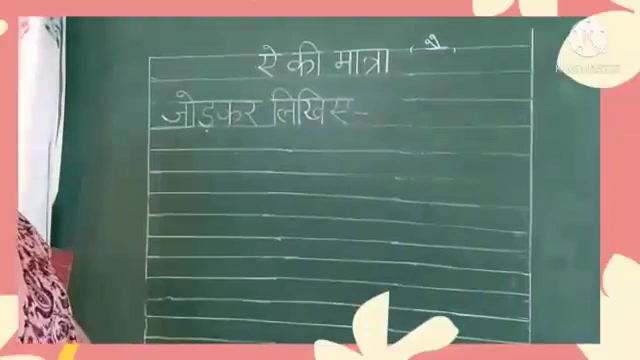 ऐ की मात्रा ( ै )
जोड़कर लिखिए -